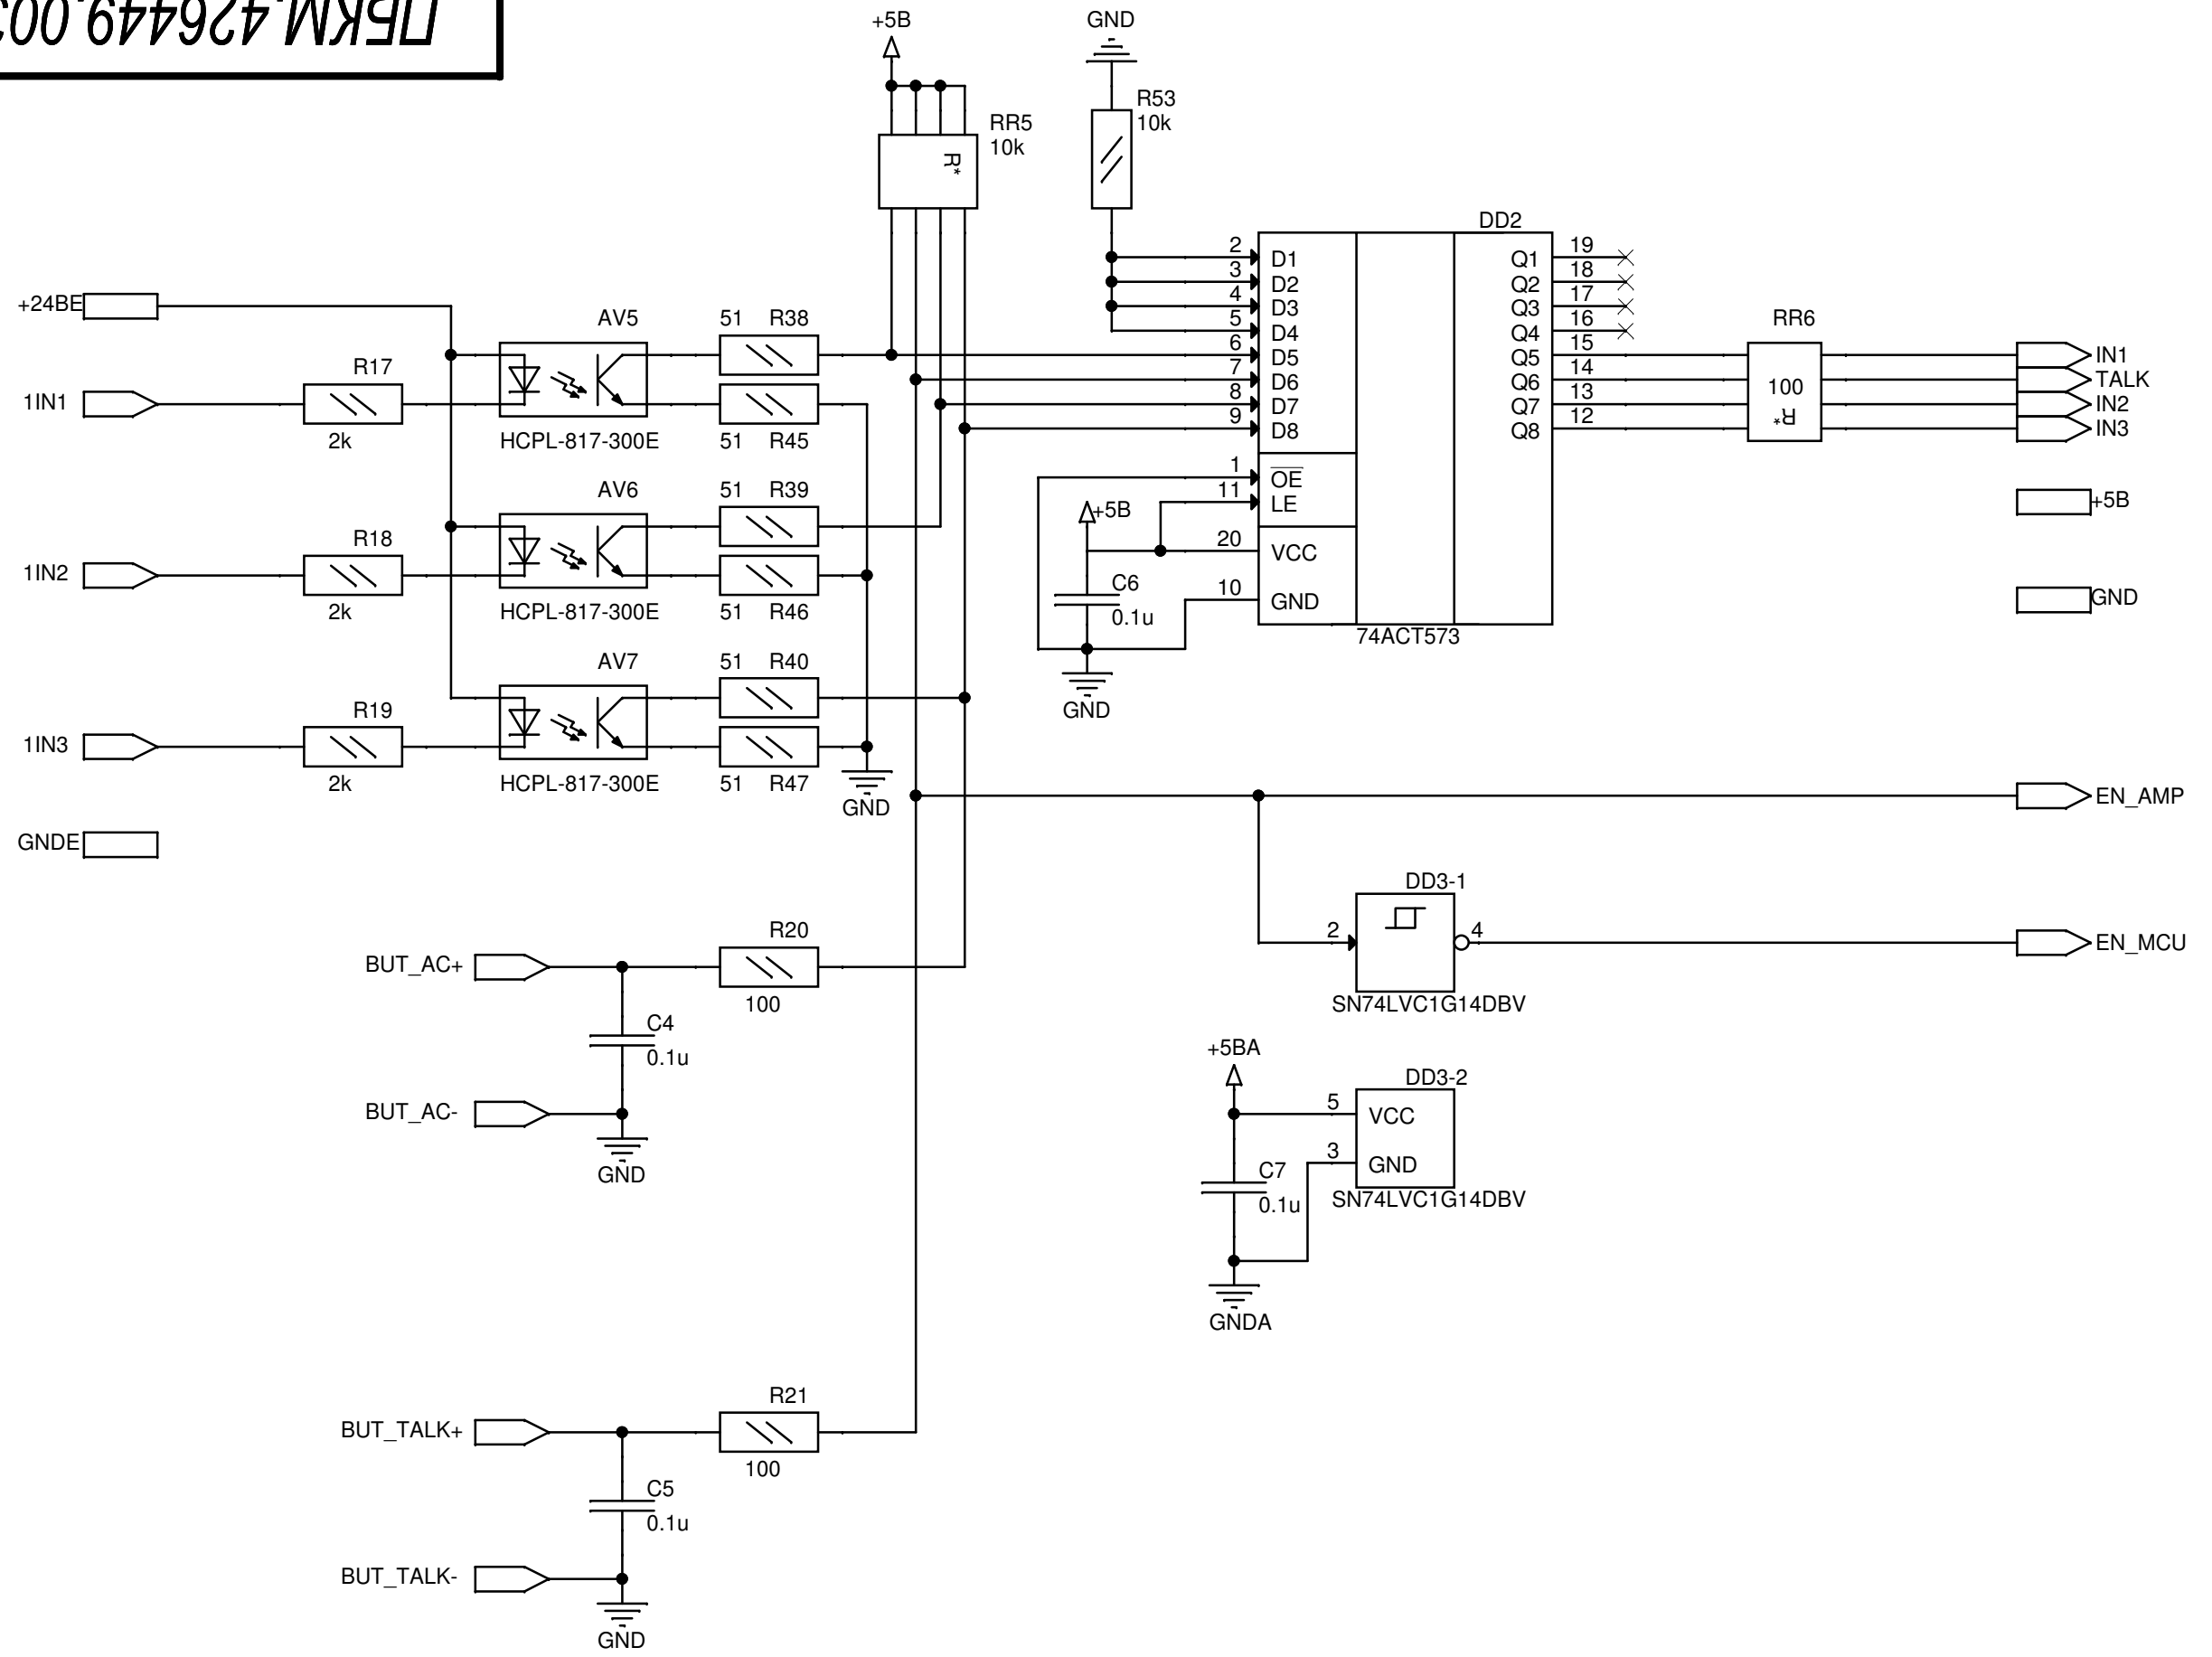 ПБКМ.426449.00
+5В
GND
R53
10k
RR5
10k
R*
DD2
2
D1
Q1
19
3
D2
Q2
18
4
D3
Q3
17
5
D4
Q4
16
6
D5
Q5
15
7
D6
Q6
14
8
D7
Q7
13
9
D8
Q8
12
1
OE
11
LE
20
VCC
10
GND
74ACT573
RR6
100
R*
IN1
TALK
IN2
IN3
+5В
GND
+5В
C6
0.1u
GND
+24ВЕ
1IN1
R17
2k
AV5
HCPL-817-300E
51 R38
51 R45
1IN2
R18
2k
AV6
HCPL-817-300E
51 R39
51 R46
1IN3
R19
2k
AV7
HCPL-817-300E
51 R40
51 R47
GND
GNDE
EN_AMP
DD3-1
2
4
SN74LVC1G14DBV
EN_MCU
BUT_AC+
R20
100
C4
0.1u
BUT_AC-
GND
+5ВА
DD3-2
5
VCC
3
GND
SN74LVC1G14DBV
C7
0.1u
GNDA
BUT_TALK+
R21
100
C5
0.1u
BUT_TALK-
GND